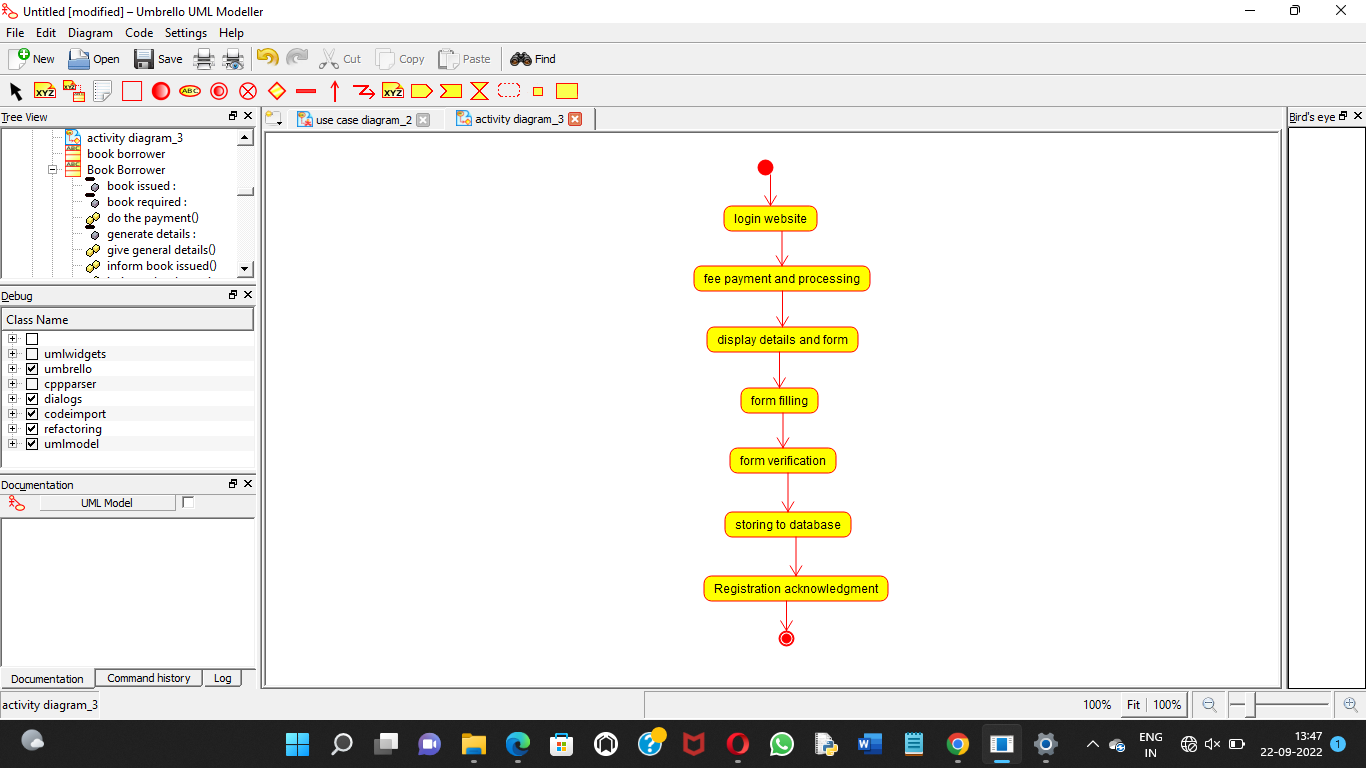 Untitled [modified] – Umbrello UML Modeller
File Edit Diagram Code Settings Help
New Open Save Cut Copy Paste Find
XYZ XYZ ABC XYZ
Tree View
use case diagram_2 activity diagram_3
Bird's eye
activity diagram_3
book borrower
Book Borrower
book issued :
book required :
do the payment()
generate details :
give general details()
inform book issued()
Debug
Class Name
umlwidgets
umbrello
cppparser
dialogs
codeimport
refactoring
umlmodel
Documentation
UML Model
Documentation Command history Log
login website
fee payment and processing
display details and form
form filling
form verification
storing to database
Registration acknowledgment
activity diagram_3
100% Fit 100%
ENG
IN
13:47
22-09-2022
1